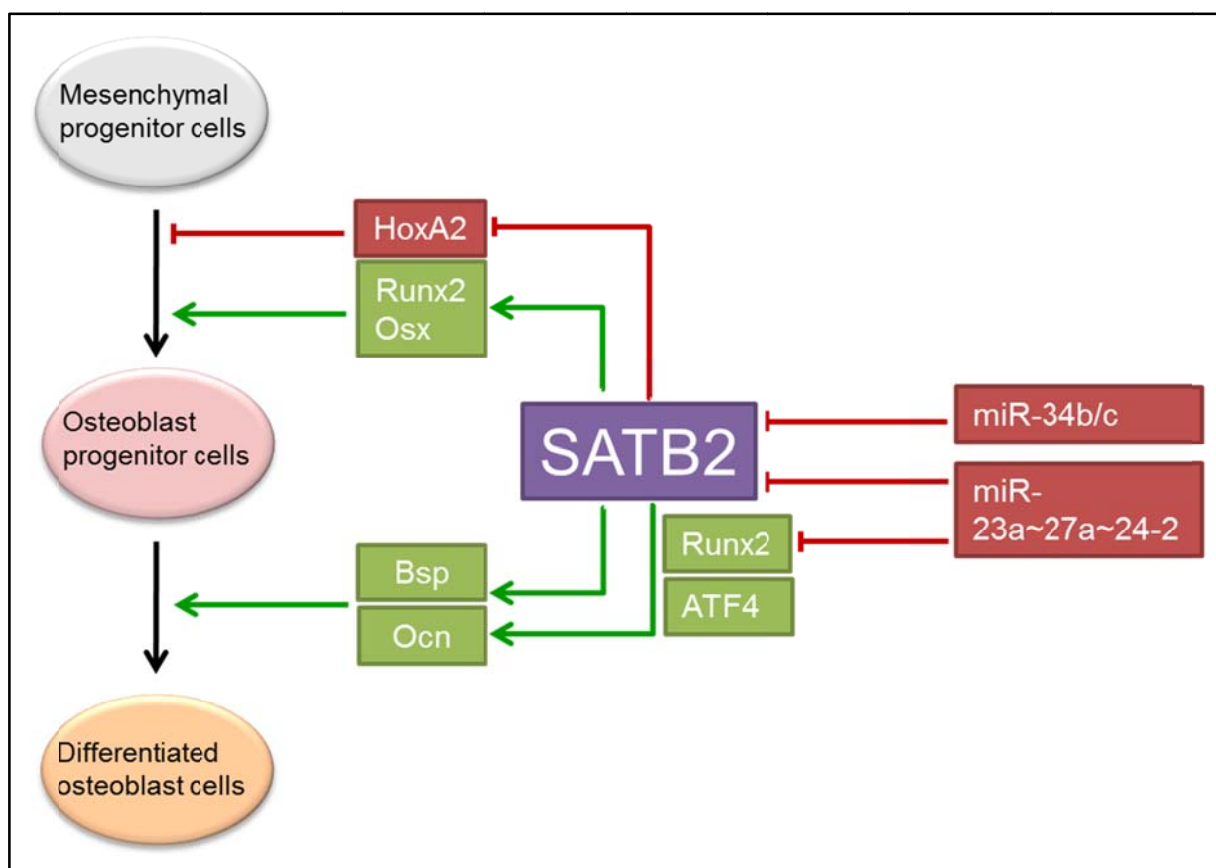 Mesenchymal
progenitor cells
HoxA2
Runx2
Osx
Osteoblast
progenitor cells
SATB2
miR-34b/c
miR-
23a~27a~24-2
Runx2
ATF4
Bsp
Ocn
Differentiated
osteoblast cells